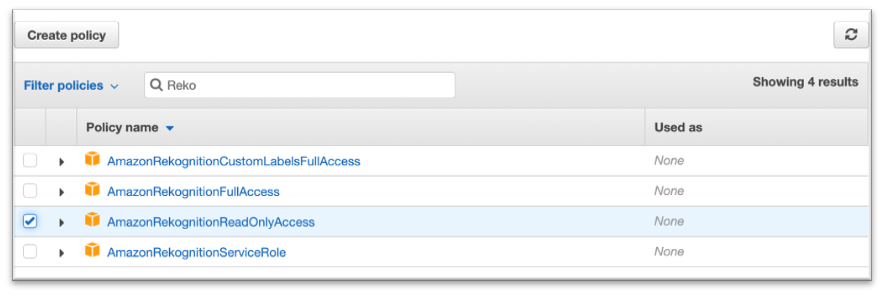 Create policy
Filter policies Reko Showing 4 results
Policy name Used as
AmazonRekognitionCustomLabelsFullAccess None
AmazonRekognitionFullAccess None
AmazonRekognitionReadOnlyAccess None
AmazonRekognitionServiceRole None